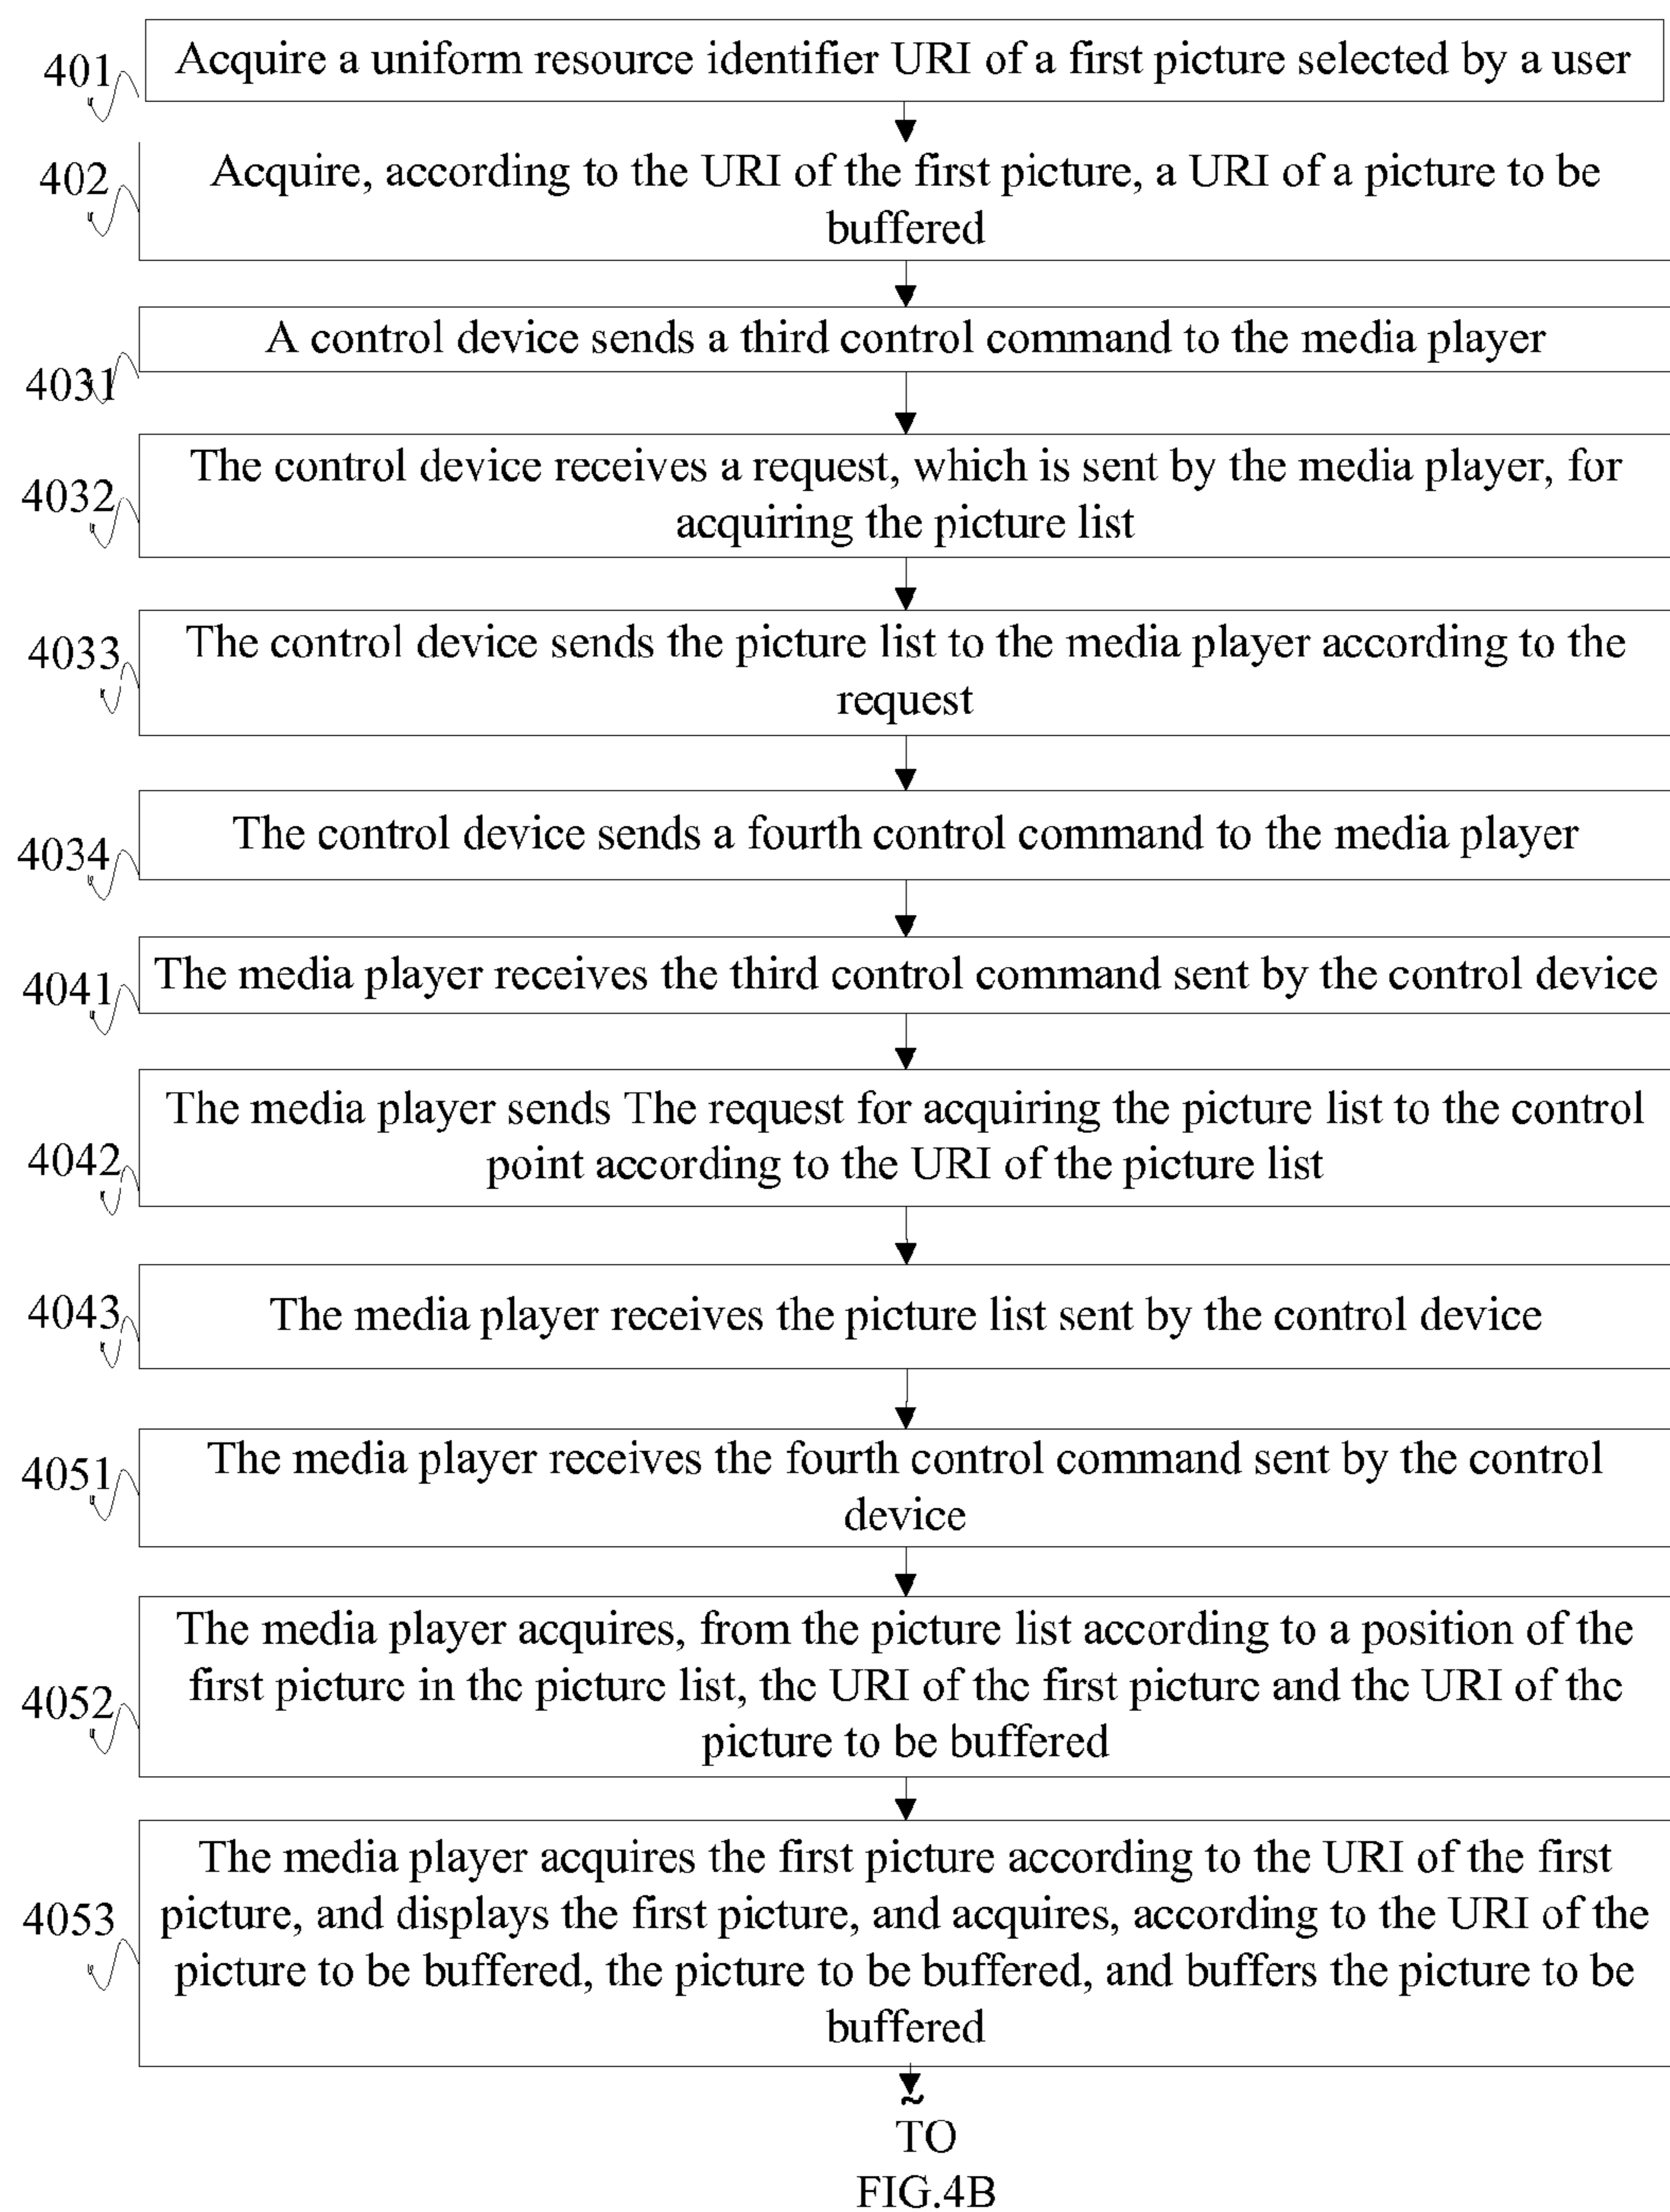 401
Acquire a uniform resource identifier URI of a first picture selected by a user
402
Acquire, according to the URI of the first picture, a URI of a picture to be
buffered
4031
A control device sends a third control command to the media player
4032
The control device receives a request, which is sent by the media player, for
acquiring the picture list
4033
The control device sends the picture list to the media player according to the
request
4034
The control device sends a fourth control command to the media player
4041
The media player receives the third control command sent by the control device
4042
The media player sends The request for acquiring the picture list to the control
point according to the URI of the picture list
4043
The media player receives the picture list sent by the control device
4051
The media player receives the fourth control command sent by the control
device
4052
The media player acquires, from the picture list according to a position of the
first picture in the picture list, the URI of the first picture and the URI of the
picture to be buffered
4053
The media player acquires the first picture according to the URI of the first
picture, and displays the first picture, and acquires, according to the URI of the
picture to be buffered, the picture to be buffered, and buffers the picture to be
buffered
~
TO
FIG.4B